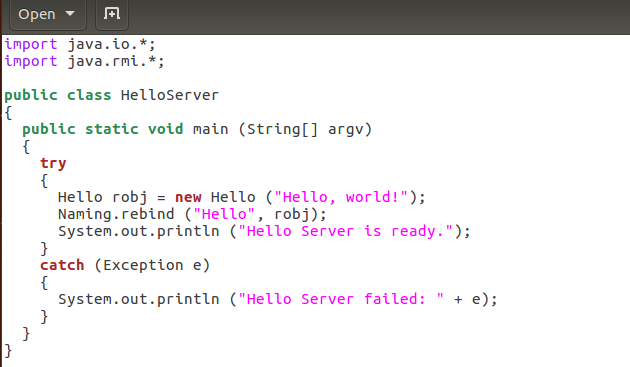 Open
import java.io.*;
import java.rmi.*;

public class HelloServer
{
  public static void main (String[] argv)
  {
    try
    {
      Hello robj = new Hello ("Hello, world!");
      Naming.rebind ("Hello", robj);
      System.out.println ("Hello Server is ready.");
    }
    catch (Exception e)
    {
      System.out.println ("Hello Server failed: " + e);
    }
  }
}